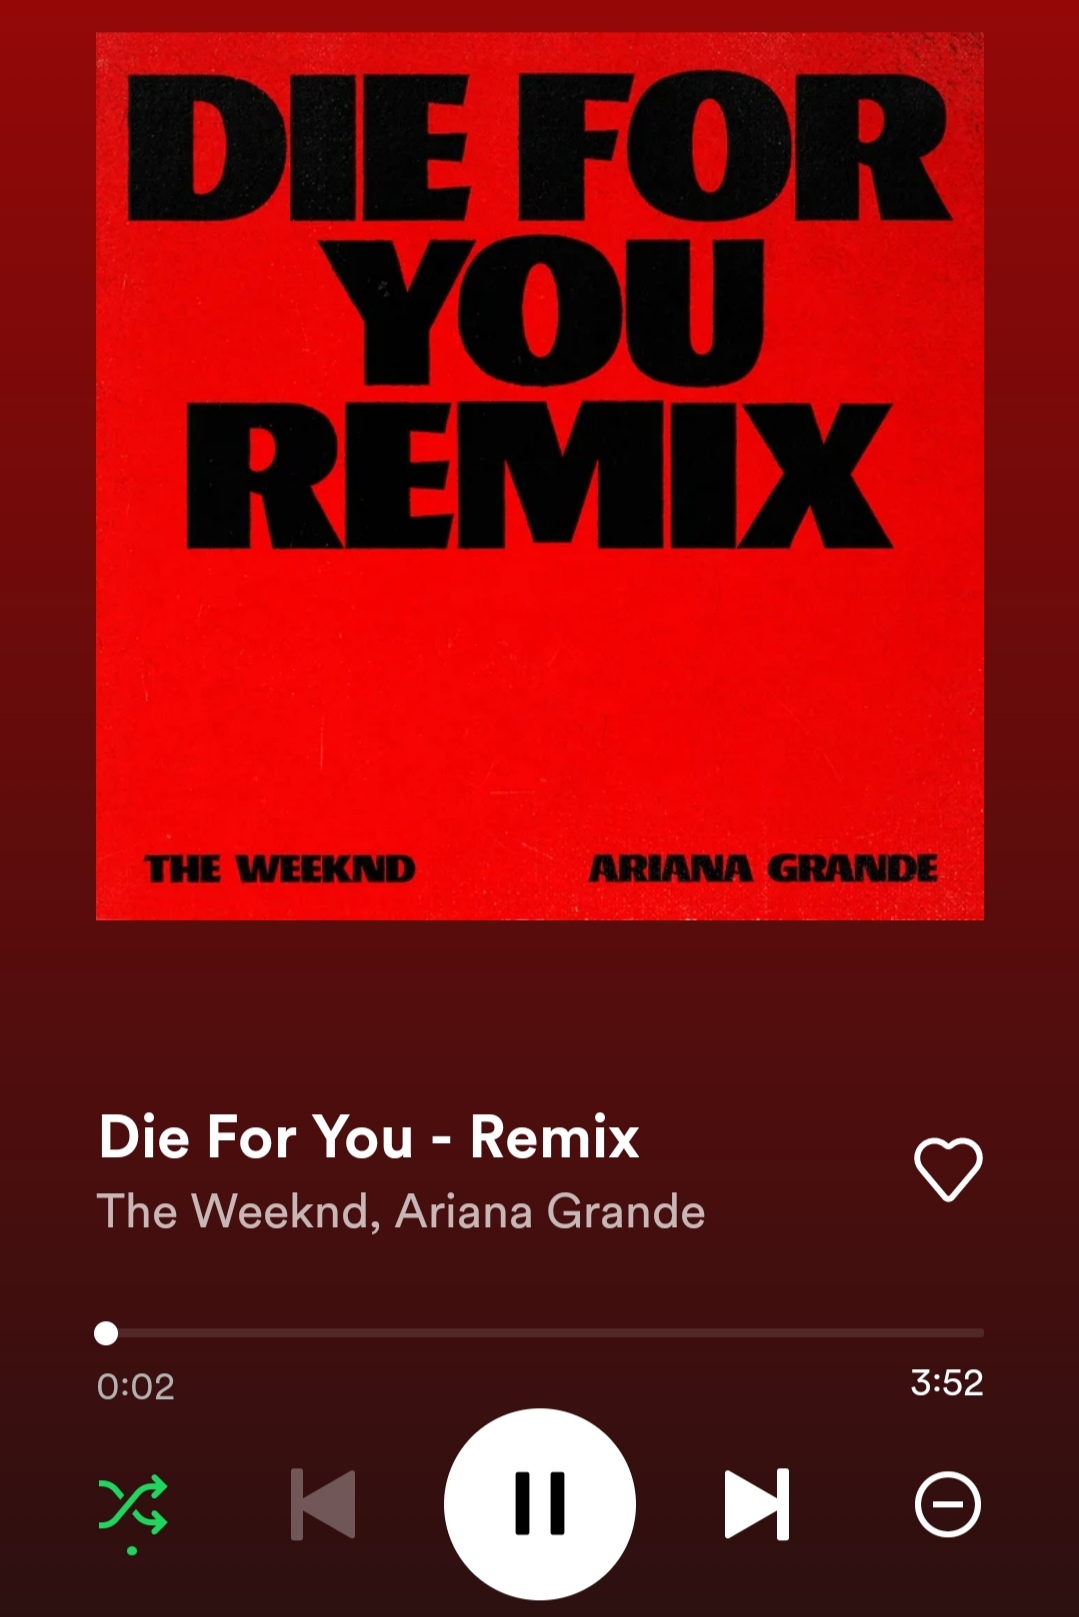 DIE FOR
YOU
REMIX
THE WEEKND ARIANA GRANDE
Die For You - Remix
The Weeknd, Ariana Grande
0:02 3:52